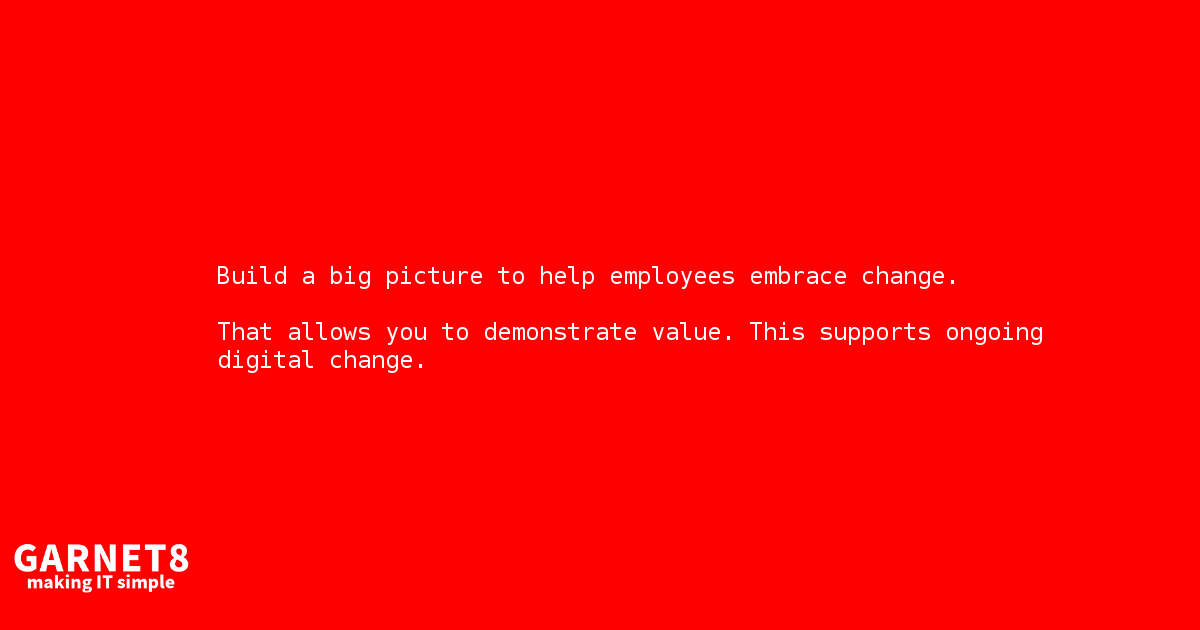 Build a big picture to help employees embrace change.
That allows you to demonstrate value. This supports ongoing
digital change.
GARNET8
making IT simple